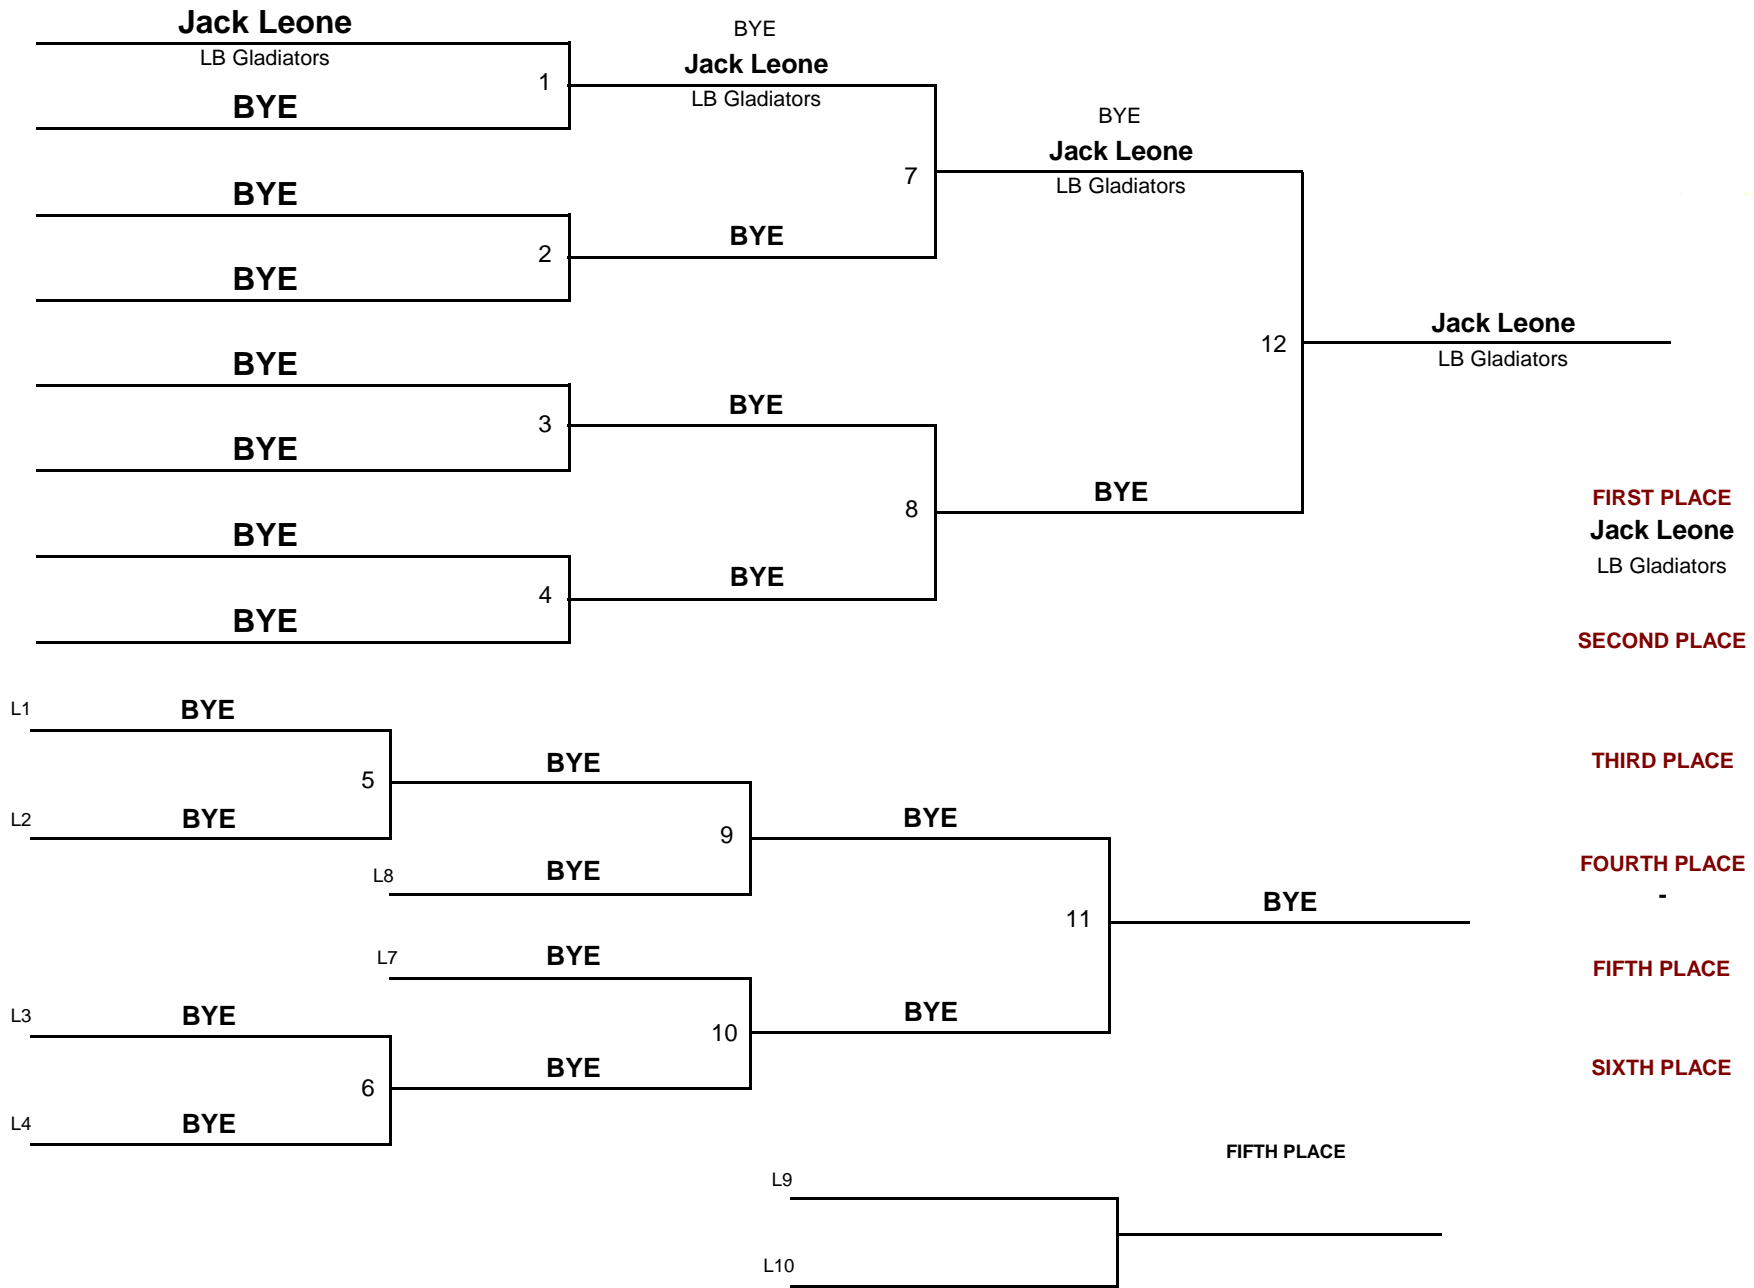 Jack Leone
LB Gladiators
1
BYE
BYE
2
BYE
BYE
3
BYE
BYE
4
BYE
BYE
Jack Leone
LB Gladiators
7
BYE
BYE
8
BYE
BYE
Jack Leone
LB Gladiators
12
BYE
Jack Leone
LB Gladiators
FIRST PLACE
Jack Leone
LB Gladiators
SECOND PLACE
THIRD PLACE
FOURTH PLACE
-
FIFTH PLACE
SIXTH PLACE
L1
BYE
5
L2
BYE
BYE
9
L8
BYE
L7
BYE
10
L3
BYE
6
BYE
L4
BYE
BYE
11
BYE
BYE
FIFTH PLACE
L9
L10